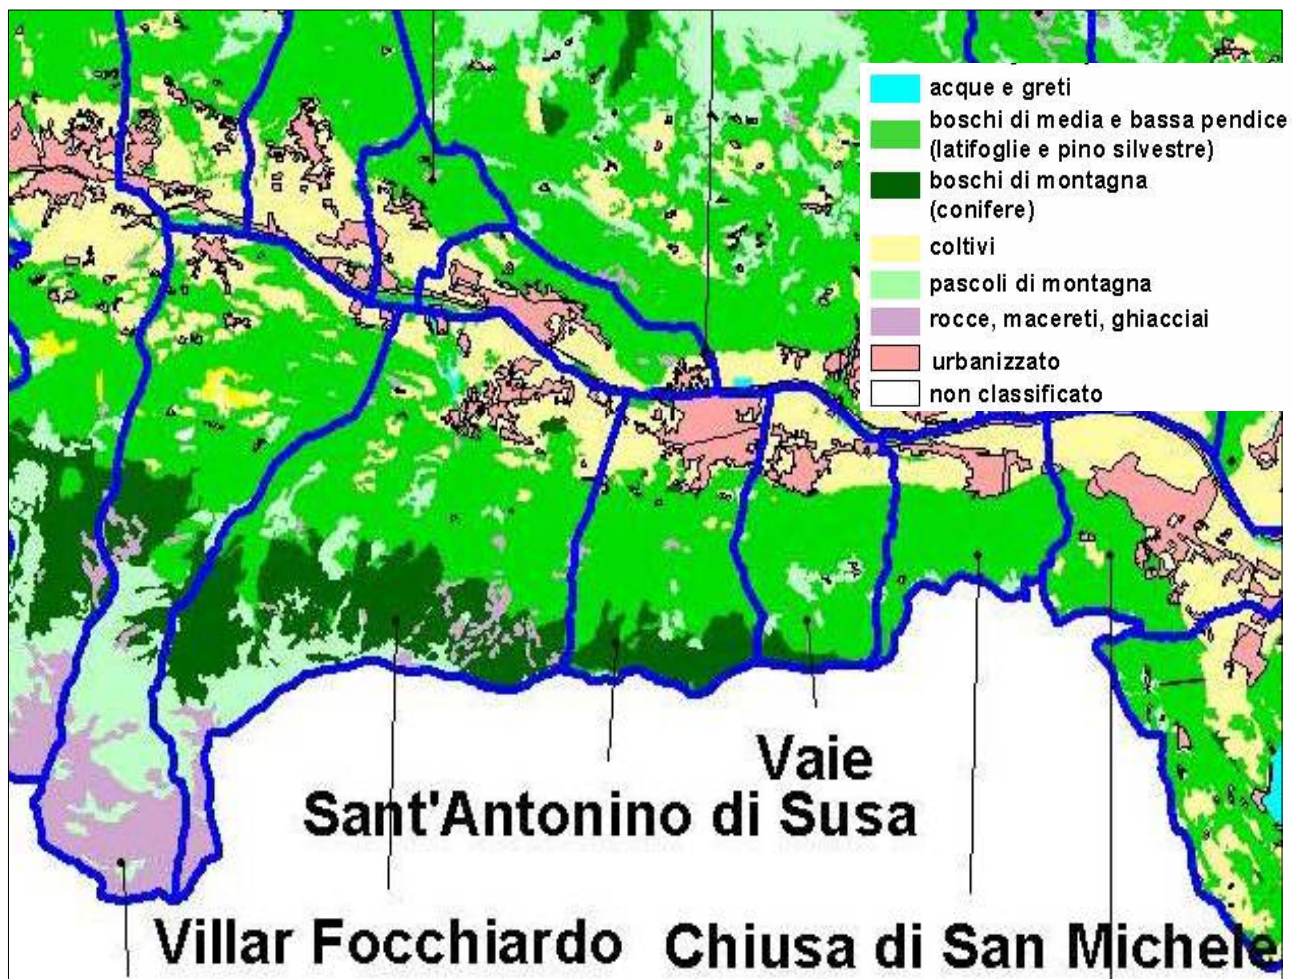 acque e greti
boschi di media e bassa pendice
(latifoglie e pino silvestre)
boschi di montagna
(conifere)
coltivi
pascoli di montagna
rocce, macereti, ghiacciai
urbanizzato
non classificato
Vaie
Sant'Antonino di Susa
Villar Focchiardo
Chiusa di San Michele